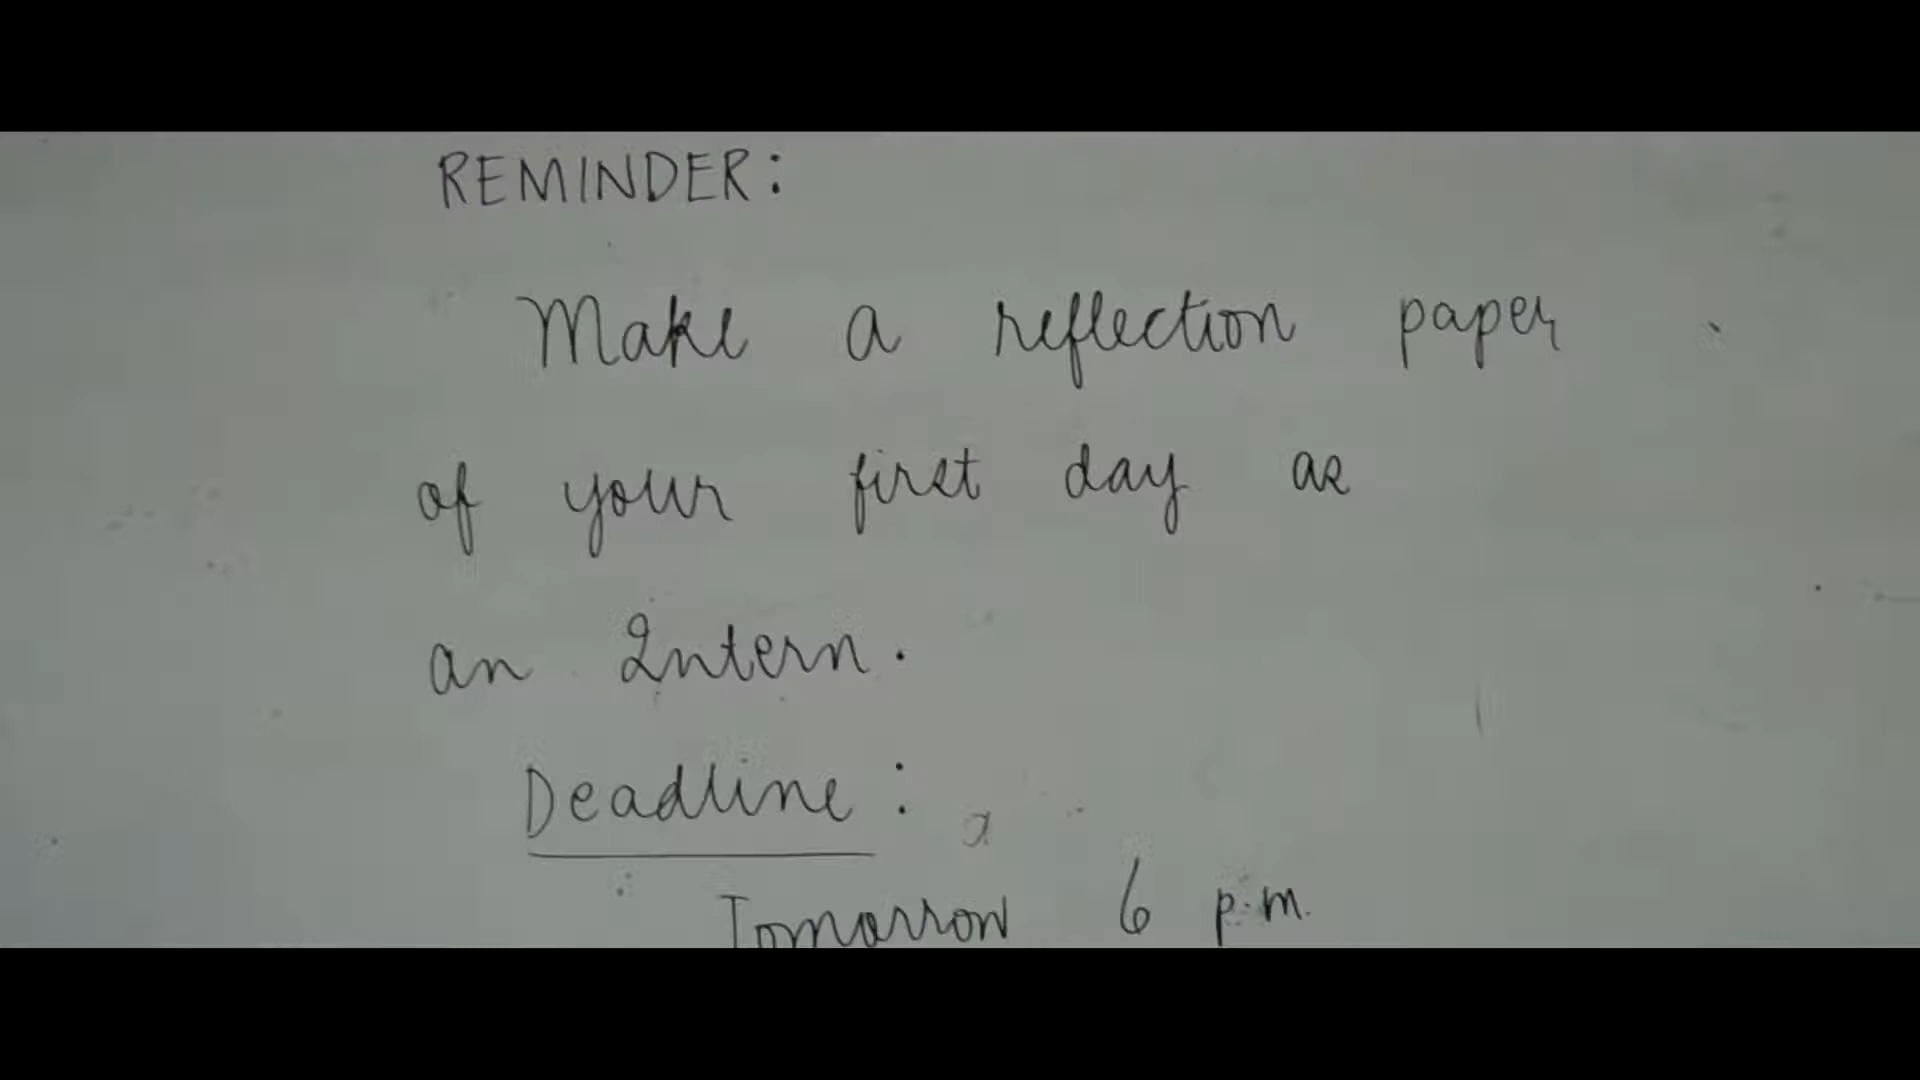 REMINDER:
Make a reflection paper
of your first day as
an Intern.
Deadline:
Tomorrow 6 p.m.